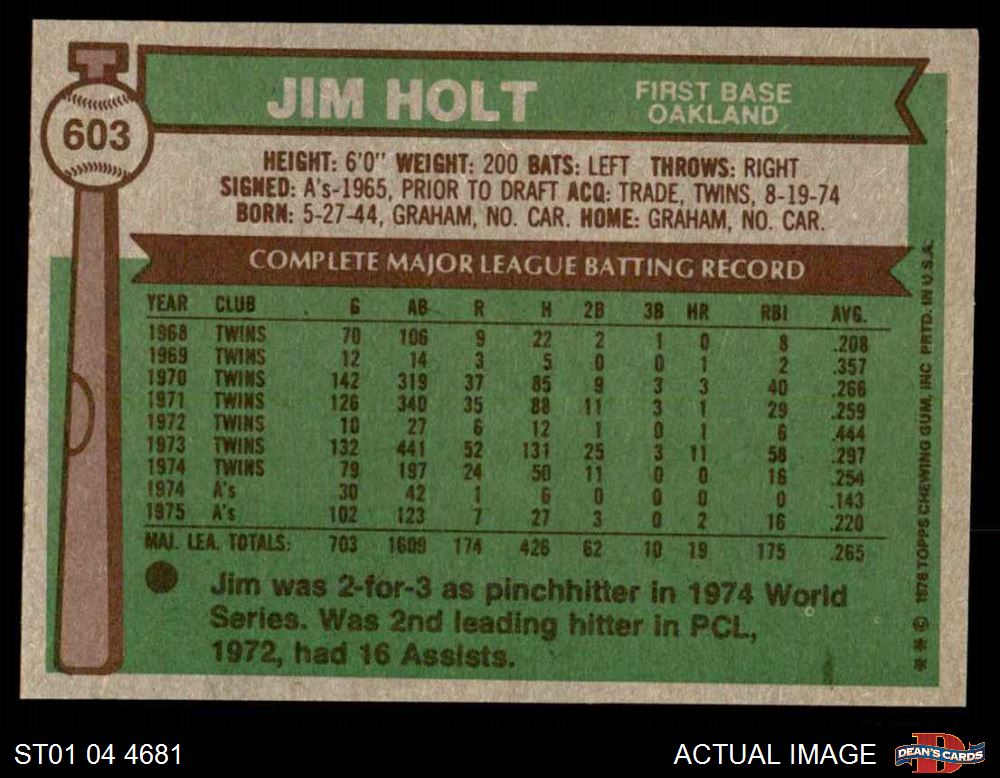 603
JIM HOLT
FIRST BASE
OAKLAND
HEIGHT: 6'0" WEIGHT: 200 BATS: LEFT THROWS: RIGHT
SIGNED: A's-1965, PRIOR TO DRAFT ACQ: TRADE, TWINS, 8-19-74
BORN: 5-27-44, GRAHAM, NO. CAR. HOME: GRAHAM, NO. CAR.
COMPLETE MAJOR LEAGUE BATTING RECORD
YEAR CLUB G AB R H 2B 3B HR RBI AVG.
1968 TWINS 70 106 9 22 2 1 0 8 .208
1969 TWINS 12 14 3 5 0 0 1 2 .357
1970 TWINS 142 319 37 85 9 3 3 40 .266
1971 TWINS 126 340 35 88 11 3 1 29 .259
1972 TWINS 10 27 6 12 1 0 1 6 .444
1973 TWINS 132 441 52 131 25 3 11 58 .297
1974 TWINS 79 197 24 50 11 0 0 16 .254
1974 A's 30 42 1 6 0 0 0 0 .143
1975 A's 102 123 7 27 3 0 2 16 .220
MAJ. LEA. TOTALS: 703 1609 174 426 62 10 19 175 .265
Jim was 2-for-3 as pinchhitter in 1974 World
Series. Was 2nd leading hitter in PCL,
1972, had 16 Assists.
* * © 1976 TOPPS CHEWING GUM, INC PRTD. IN U.S.A.
ST01 04 4681
ACTUAL IMAGE
D
DEAN'S CARDS